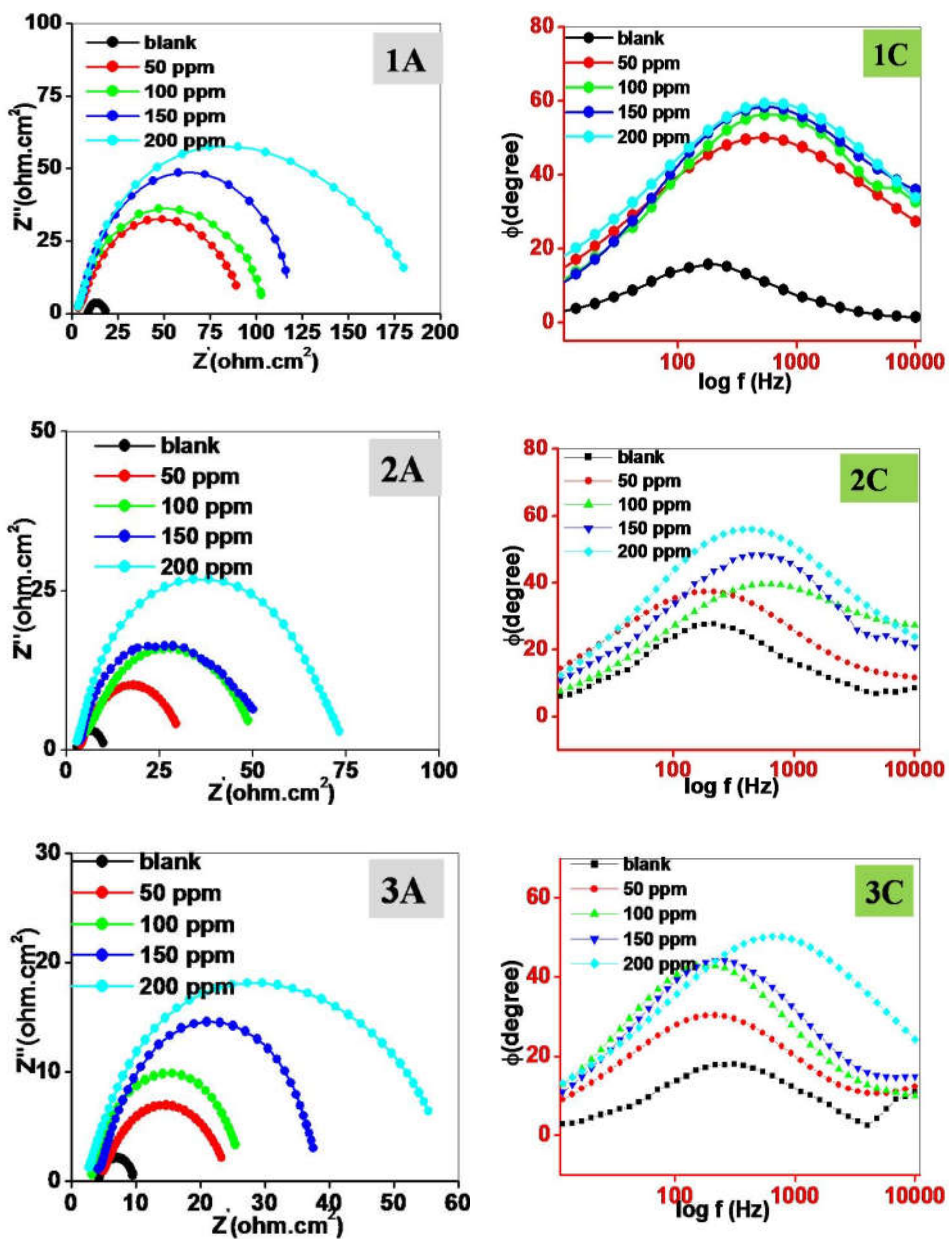 100
75
50
25
0
Z''(ohm.cm²)
blank
50 ppm
100 ppm
150 ppm
200 ppm
1A
0 25 50 75 100 125 150 175 200
Z'(ohm.cm²)
80
60
40
20
0
ϕ(degree)
blank
50 ppm
100 ppm
150 ppm
200 ppm
1C
100 1000 10000
log f (Hz)
50
25
0
Z''(ohm.cm²)
blank
50 ppm
100 ppm
150 ppm
200 ppm
2A
0 25 50 75 100
Z'(ohm.cm²)
80
60
40
20
0
ϕ(degree)
blank
50 ppm
100 ppm
150 ppm
200 ppm
2C
100 1000 10000
log f (Hz)
30
20
10
0
Z''(ohm.cm²)
blank
50 ppm
100 ppm
150 ppm
200 ppm
3A
0 10 20 30 40 50 60
Z'(ohm.cm²)
60
40
20
0
ϕ(degree)
blank
50 ppm
100 ppm
150 ppm
200 ppm
3C
100 1000 10000
log f (Hz)